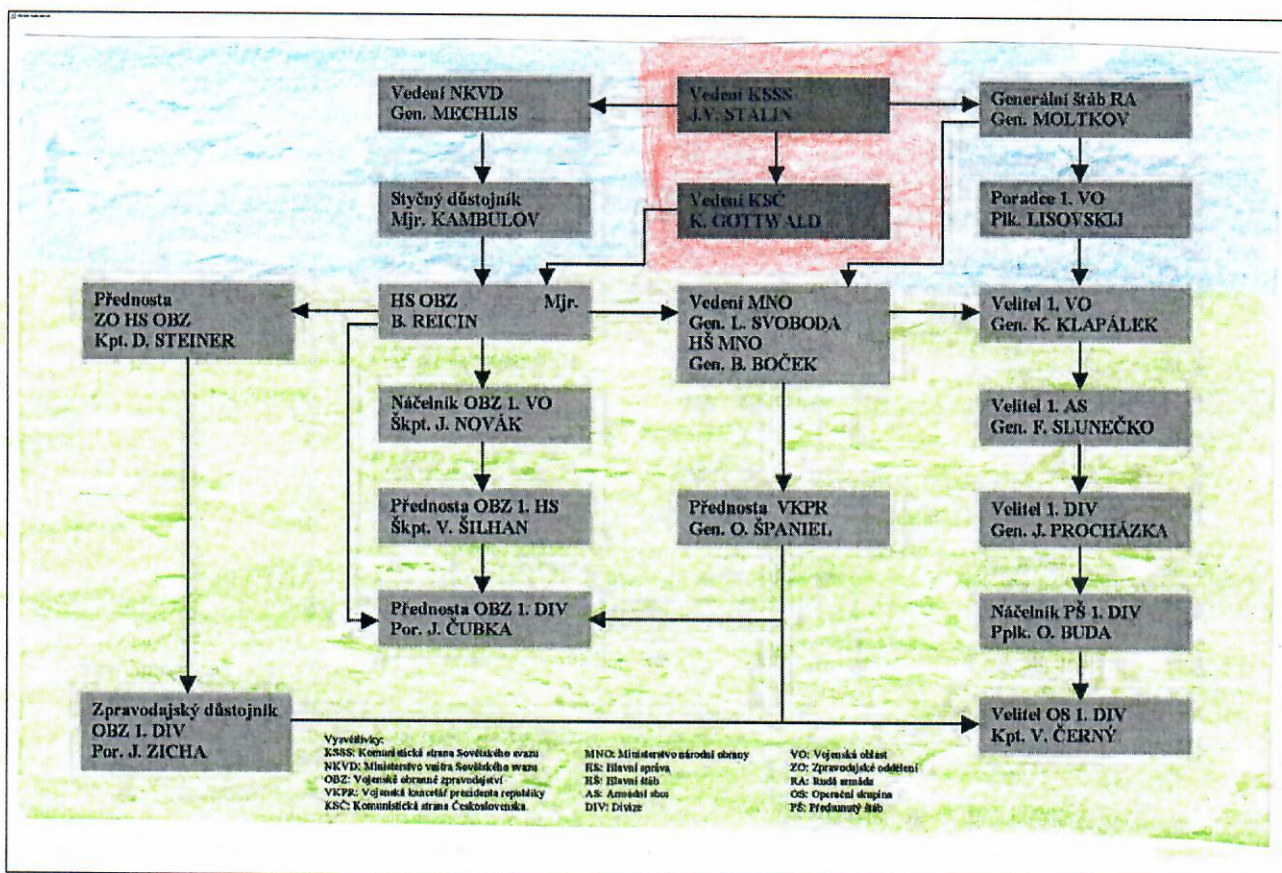 Vedení NKVD
Gen. MECHLIS
Vedení KSSS
J.V. STALIN
Generální štáb RA
Gen. MOLTKOV
Styčný důstojník
Mjr. KAMBULOV
Vedení KSČ
K. GOTTWALD
Poradce 1. VO
Plk. LISOVSKIJ
Přednosta
ZO HS OBZ
Kpt. D. STEINER
HS OBZ Mjr.
B. REICIN
Vedení MNO
Gen. L. SVOBODA
HŠ MNO
Gen. B. BOČEK
Velitel 1. VO
Gen. K. KLAPÁLEK
Náčelník OBZ 1. VO
Škpt. J. NOVÁK
Velitel 1. AS
Gen. F. SLUNEČKO
Přednosta OBZ 1. HS
Škpt. V. ŠILHAN
Přednosta VKPR
Gen. O. ŠPANIEL
Velitel 1. DIV
Gen. J. PROCHÁZKA
Přednosta OBZ 1. DIV
Por. J. ČUBKA
Náčelník PŠ 1. DIV
Pplk. O. BUDA
Zpravodajský důstojník
OBZ 1. DIV
Por. J. ZICHA
Velitel OS 1. DIV
Kpt. V. ČERNÝ
Vysvětlivky:
KSSS: Komunistická strana Sovětského svazu
NKVD: Ministerstvo vnitra Sovětského svazu
OBZ: Vojenské obranné zpravodajství
VKPR: Vojenská kancelář prezidenta republiky
KSČ: Komunistická strana Československa.
MNO: Ministerstvo národní obrany
HS: Hlavní správa
HŠ: Hlavní štáb
AS: Armádní sbor
DIV: Divize
VO: Vojenská oblast
ZO: Zpravodajské oddělení
RA: Rudá armáda
OS: Operační skupina
PŠ: Předsunutý štáb